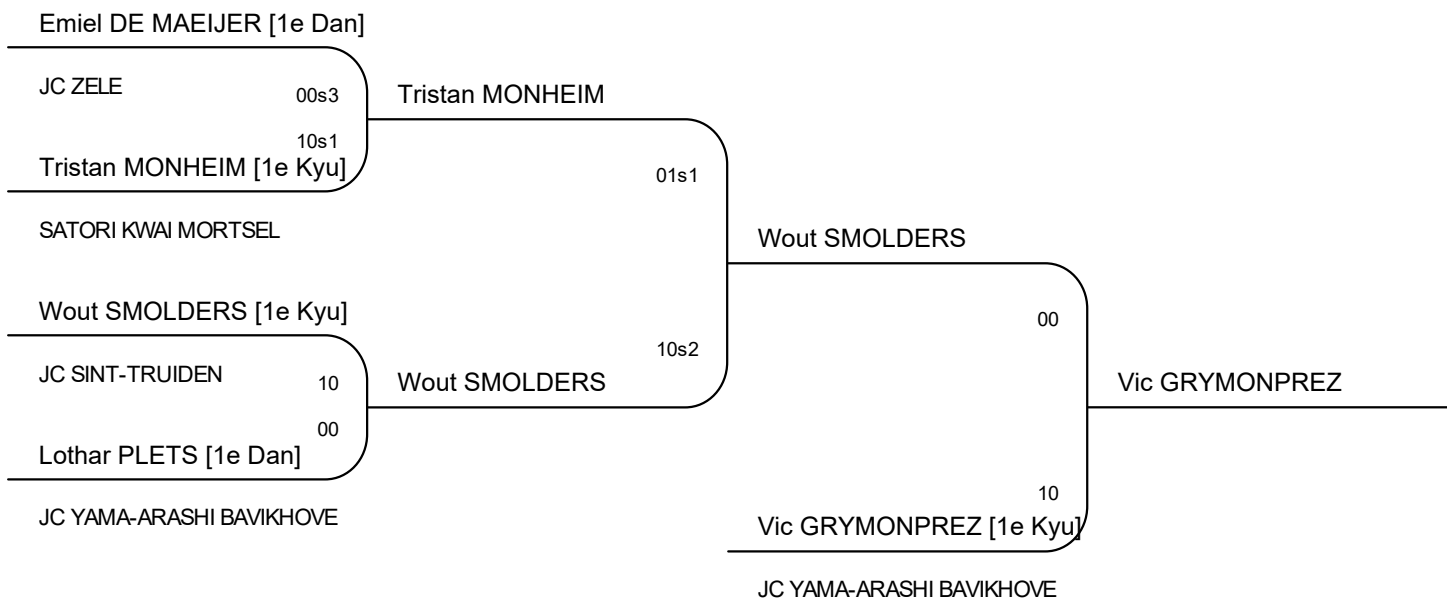 Emiel DE MAEIJER [1e Dan]
JC ZELE
00s3
Tristan MONHEIM
10s1
Tristan MONHEIM [1e Kyu]
01s1
SATORI KWAI MORTSEL
Wout SMOLDERS
Wout SMOLDERS [1e Kyu]
00
10s2
JC SINT-TRUIDEN
10
Wout SMOLDERS
Vic GRYMONPREZ
00
Lothar PLETS [1e Dan]
10
JC YAMA-ARASHI BAVIKHOVE
Vic GRYMONPREZ [1e Kyu]
JC YAMA-ARASHI BAVIKHOVE